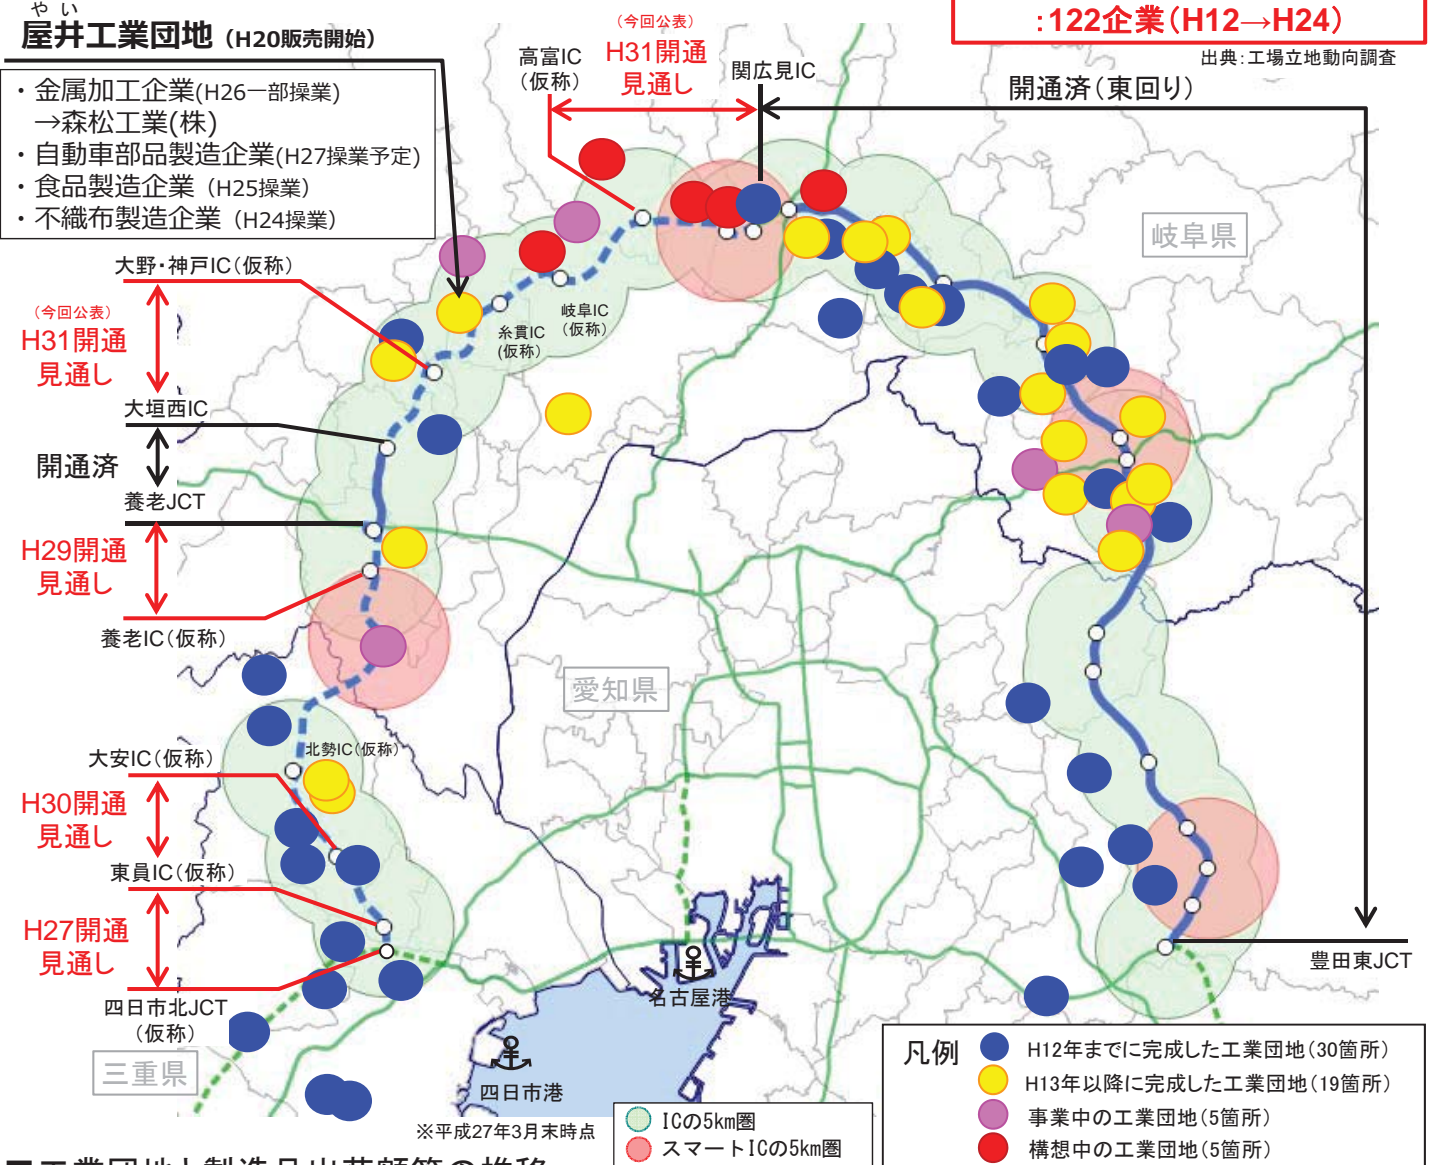 やい
屋井工業団地（H20販売開始）
・金属加工企業(H26一部操業)
→森松工業(株)
・自動車部品製造企業(H27操業予定)
・食品製造企業（H25操業）
・不織布製造企業（H24操業）
:122企業(H12→H24)
出典：工場立地動向調査
（今回公表）
H31開通
見通し
高富IC
（仮称）
関広見IC
開通済（東回り）
岐阜県
大野・神戸IC（仮称）
（今回公表）
H31開通
見通し
糸貫IC
（仮称）
岐阜IC
（仮称）
大垣西IC
開通済
養老JCT
H29開通
見通し
養老IC（仮称）
愛知県
大安IC（仮称）
北勢IC（仮称）
H30開通
見通し
東員IC（仮称）
H27開通
見通し
四日市北JCT
（仮称）
三重県
名古屋港
四日市港
豊田東JCT
※平成27年3月末時点
ICの5km圏
スマートICの5km圏
凡例
H12年までに完成した工業団地（30箇所）
H13年以降に完成した工業団地（19箇所）
事業中の工業団地（5箇所）
構想中の工業団地（5箇所）